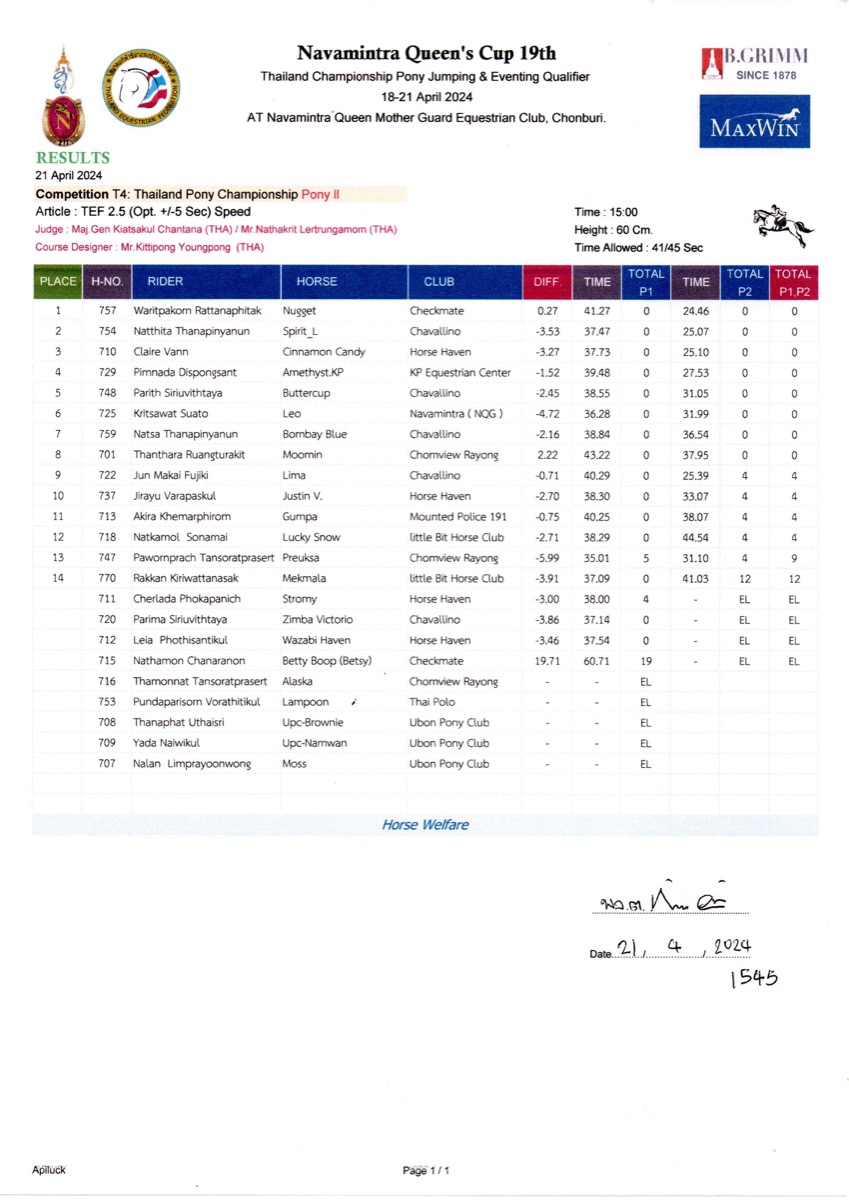 Navamintra Queen's Cup 19th
Thailand Championship Pony Jumping & Eventing Qualifier
18-21 April 2024
AT Navamintra Queen Mother Guard Equestrian Club, Chonburi.
B.GRIMM
SINCE 1878
MAXWIN
THAILAND EQUESTRIAN FEDERATION
N
RESULTS
21 April 2024
Competition T4: Thailand Pony Championship Pony II
Article : TEF 2.5 (Opt. +/-5 Sec) Speed Time : 15:00
Judge : Maj.Gen Kiatsakul Chantana (THA) / Mr.Nathakrit Lertrungamorn (THA) Height : 60 Cm.
Course Designer : Mr.Kittipong Youngpong (THA) Time Allowed : 41/45 Sec
PLACE H-NO. RIDER HORSE CLUB DIFF. TIME TOTAL P1 TIME TOTAL P2 TOTAL P1,P2
1 757 Waritpakorn Rattanaphitak Nugget Checkmate 0.27 41.27 0 24.46 0 0
2 754 Natthita Thanapinyanun Spirit_L Chavallino -3.53 37.47 0 25.07 0 0
3 710 Claire Vann Cinnamon Candy Horse Haven -3.27 37.73 0 25.10 0 0
4 729 Pimnada Dispongsant Amethyst.KP KP Equestrian Center -1.52 39.48 0 27.53 0 0
5 748 Parith Siriuvithtaya Buttercup Chavallino -2.45 38.55 0 31.05 0 0
6 725 Kritsawat Suato Leo Navamintra ( NQG ) -4.72 36.28 0 31.99 0 0
7 759 Natsa Thanapinyanun Bombay Blue Chavallino -2.16 38.84 0 36.54 0 0
8 701 Thanthara Ruangturakit Moomin Chomview Rayong 2.22 43.22 0 37.95 0 0
9 722 Jun Makai Fujiki Lima Chavallino -0.71 40.29 0 25.39 4 4
10 737 Jirayu Varapaskul Justin V. Horse Haven -2.70 38.30 0 33.07 4 4
11 713 Akira Khemarphirom Gumpa Mounted Police 191 -0.75 40.25 0 38.07 4 4
12 718 Natkamol Sonamai Lucky Snow little Bit Horse Club -2.71 38.29 0 44.54 4 4
13 747 Pawornprach Tansoratprasert Preuksa Chomview Rayong -5.99 35.01 5 31.10 4 9
14 770 Rakkan Kiriwattanasak Mekmala little Bit Horse Club -3.91 37.09 0 41.03 12 12
711 Cherlada Phokapanich Stromy Horse Haven -3.00 38.00 4 - EL EL
720 Parima Siriuvithtaya Zimba Victorio Chavallino -3.86 37.14 0 - EL EL
712 Leia Phothisantikul Wazabi Haven Horse Haven -3.46 37.54 0 - EL EL
715 Nathamon Chanaranon Betty Boop (Betsy) Checkmate 19.71 60.71 19 - EL EL
716 Thamonnat Tansoratprasert Alaska Chomview Rayong - - EL
753 Pundaparisorn Vorathitikul Lampoon Thai Polo - - EL
708 Thanaphat Uthaisri Upc-Brownie Ubon Pony Club - - EL
709 Yada Naiwikul Upc-Namwan Ubon Pony Club - - EL
707 Nalan Limprayoonwong Moss Ubon Pony Club - - EL
Horse Welfare
Date 21, 4, 2024
1545
Apiluck Page 1 / 1